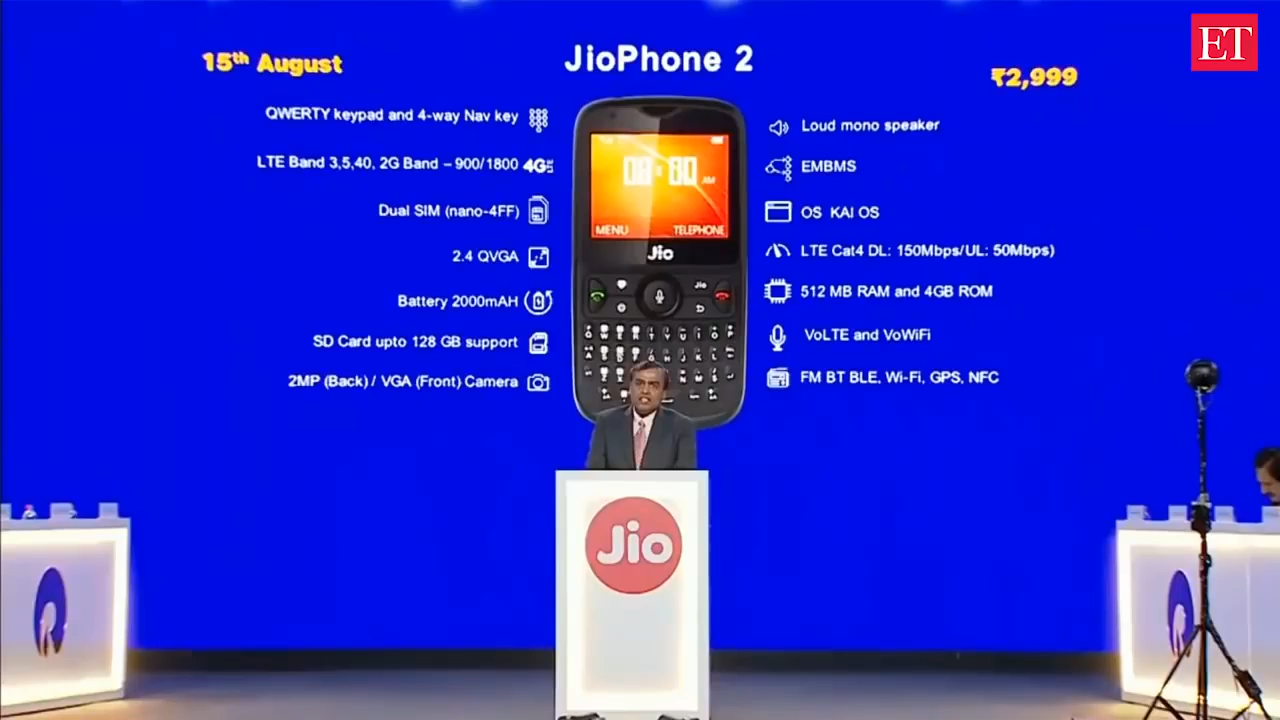 ET
JioPhone 2
15th August
₹2,999
QWERTY keypad and 4-way Nav key
LTE Band 3,5,40, 2G Band – 900/1800 4G
Dual SIM (nano-4FF)
2.4 QVGA
Battery 2000mAH
SD Card upto 128 GB support
2MP (Back) / VGA (Front) Camera
MENU TELEPHONE
Jio
Loud mono speaker
EMBMS
OS KAI OS
LTE Cat4 DL: 150Mbps/UL: 50Mbps)
512 MB RAM and 4GB ROM
VoLTE and VoWiFi
FM BT BLE, Wi-Fi, GPS, NFC
Jio